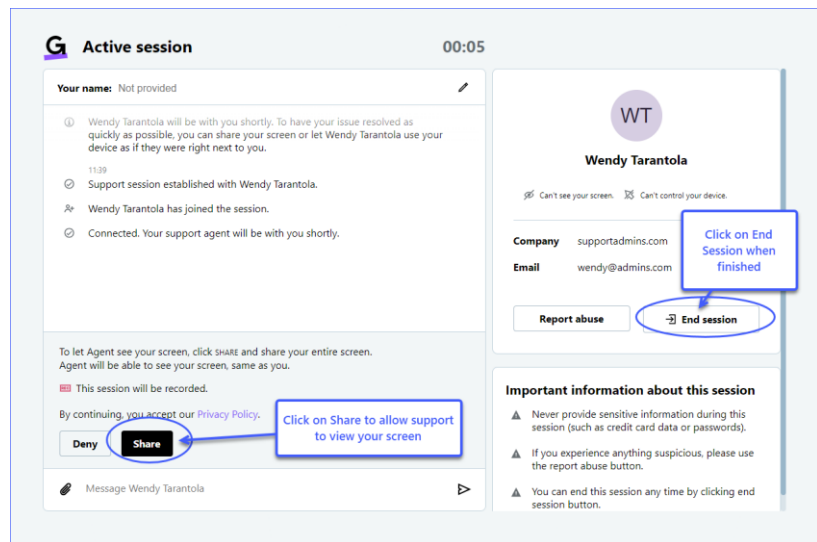 G Active session
00:05
Your name: Not provided
Wendy Tarantola will be with you shortly. To have your issue resolved as
quickly as possible, you can share your screen or let Wendy Tarantola use your
device as if they were right next to you.
11:39
Support session established with Wendy Tarantola.
Wendy Tarantola has joined the session.
Connected. Your support agent will be with you shortly.
To let Agent see your screen, click SHARE and share your entire screen.
Agent will be able to see your screen, same as you.
This session will be recorded.
By continuing, you accept our Privacy Policy.
Deny
Share
Click on Share to allow support
to view your screen
Message Wendy Tarantola
WT
Wendy Tarantola
Can't see your screen.
Can't control your device.
Company supportadmins.com
Email wendy@admins.com
Click on End
Session when
finished
Report abuse
End session
Important information about this session
Never provide sensitive information during this
session (such as credit card data or passwords).
If you experience anything suspicious, please use
the report abuse button.
You can end this session any time by clicking end
session button.